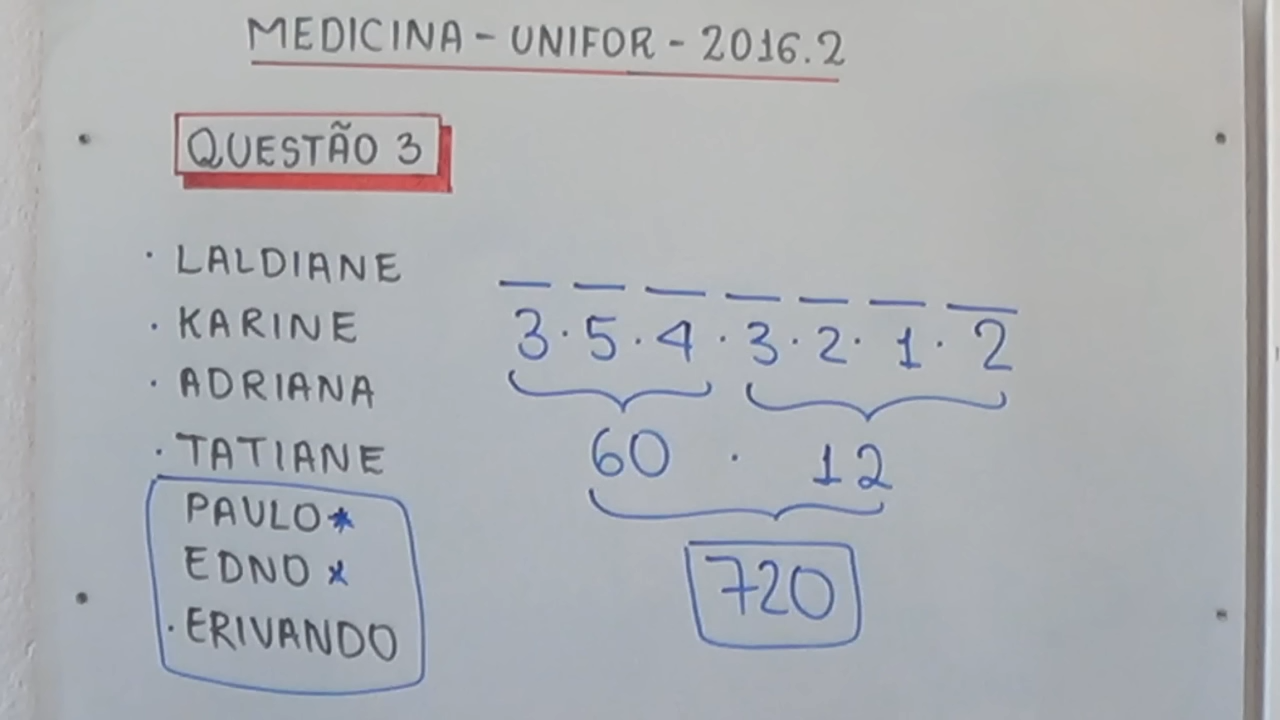 MEDICINA - UNIFOR - 2016.2
QUESTÃO 3
· LALDIANE
· KARINE
· ADRIANA
· TATIANE
PAULO*
EDNO *
· ERIVANDO
3 · 5 · 4 · 3 · 2 · 1 · 2
60 · 12
720